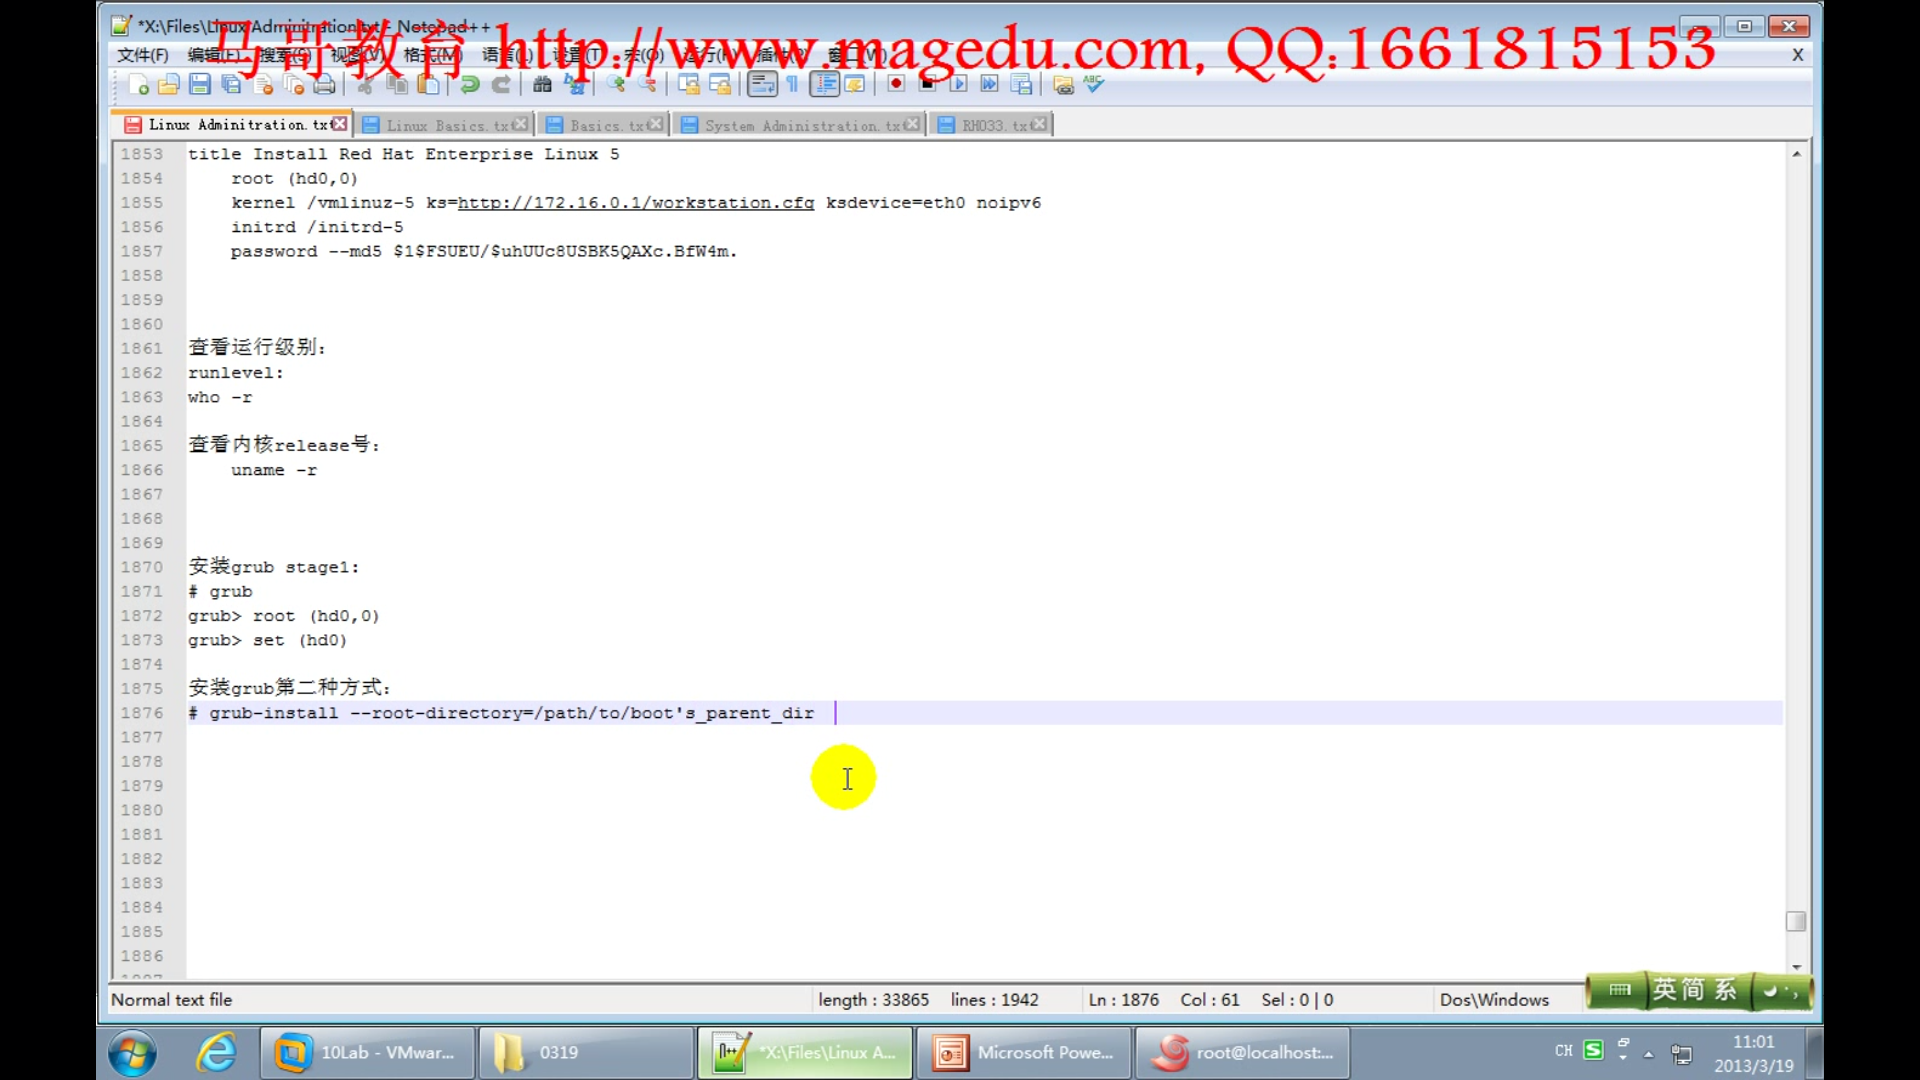 *X:\Files\Linux Adminitration.txt - Notepad++
马哥教育 http://www.magedu.com, QQ:1661815153
文件(F) 编辑(E) 搜索(S) 视图(V) 格式(M) 语言(L) 设置(T) 宏(O) 运行(R) 插件(P) 窗口(W) X
Linux Adminitration.txt Linux Basics.txt Basics.txt System Administration.txt RH033.txt
1853 title Install Red Hat Enterprise Linux 5
1854 root (hd0,0)
1855 kernel /vmlinuz-5 ks=http://172.16.0.1/workstation.cfg ksdevice=eth0 noipv6
1856 initrd /initrd-5
1857 password --md5 $1$FSUEU/$uhUUc8USBK5QAXc.BfW4m.
1858
1859
1860
1861 查看运行级别:
1862 runlevel:
1863 who -r
1864
1865 查看内核release号:
1866 uname -r
1867
1868
1869
1870 安装grub stage1:
1871 # grub
1872 grub> root (hd0,0)
1873 grub> set (hd0)
1874
1875 安装grub第二种方式:
1876 # grub-install --root-directory=/path/to/boot's_parent_dir
1877
1878
1879
1880
1881
1882
1883
1884
1885
1886
Normal text file length : 33865 lines : 1942 Ln : 1876 Col : 61 Sel : 0 | 0 Dos\Windows
英简系
10Lab - VMwar... 0319 *X:\Files\Linux A... Microsoft Powe... root@localhost:... CH 11:01
2013/3/19